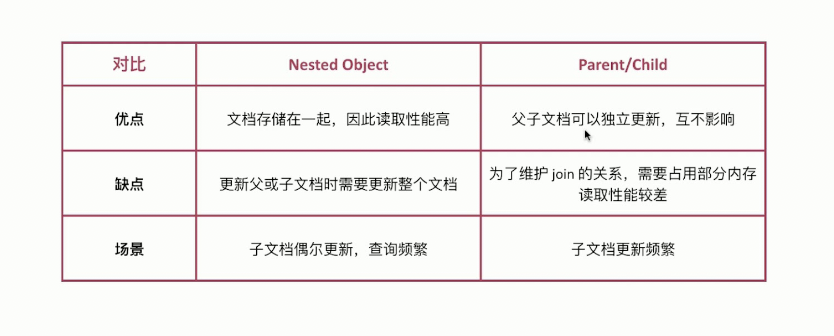 对比 Nested Object Parent/Child
优点 文档存储在一起，因此读取性能高 父子文档可以独立更新，互不影响
缺点 更新父或子文档时需要更新整个文档 为了维护 join 的关系，需要占用部分内存
读取性能较差
场景 子文档偶尔更新，查询频繁 子文档更新频繁